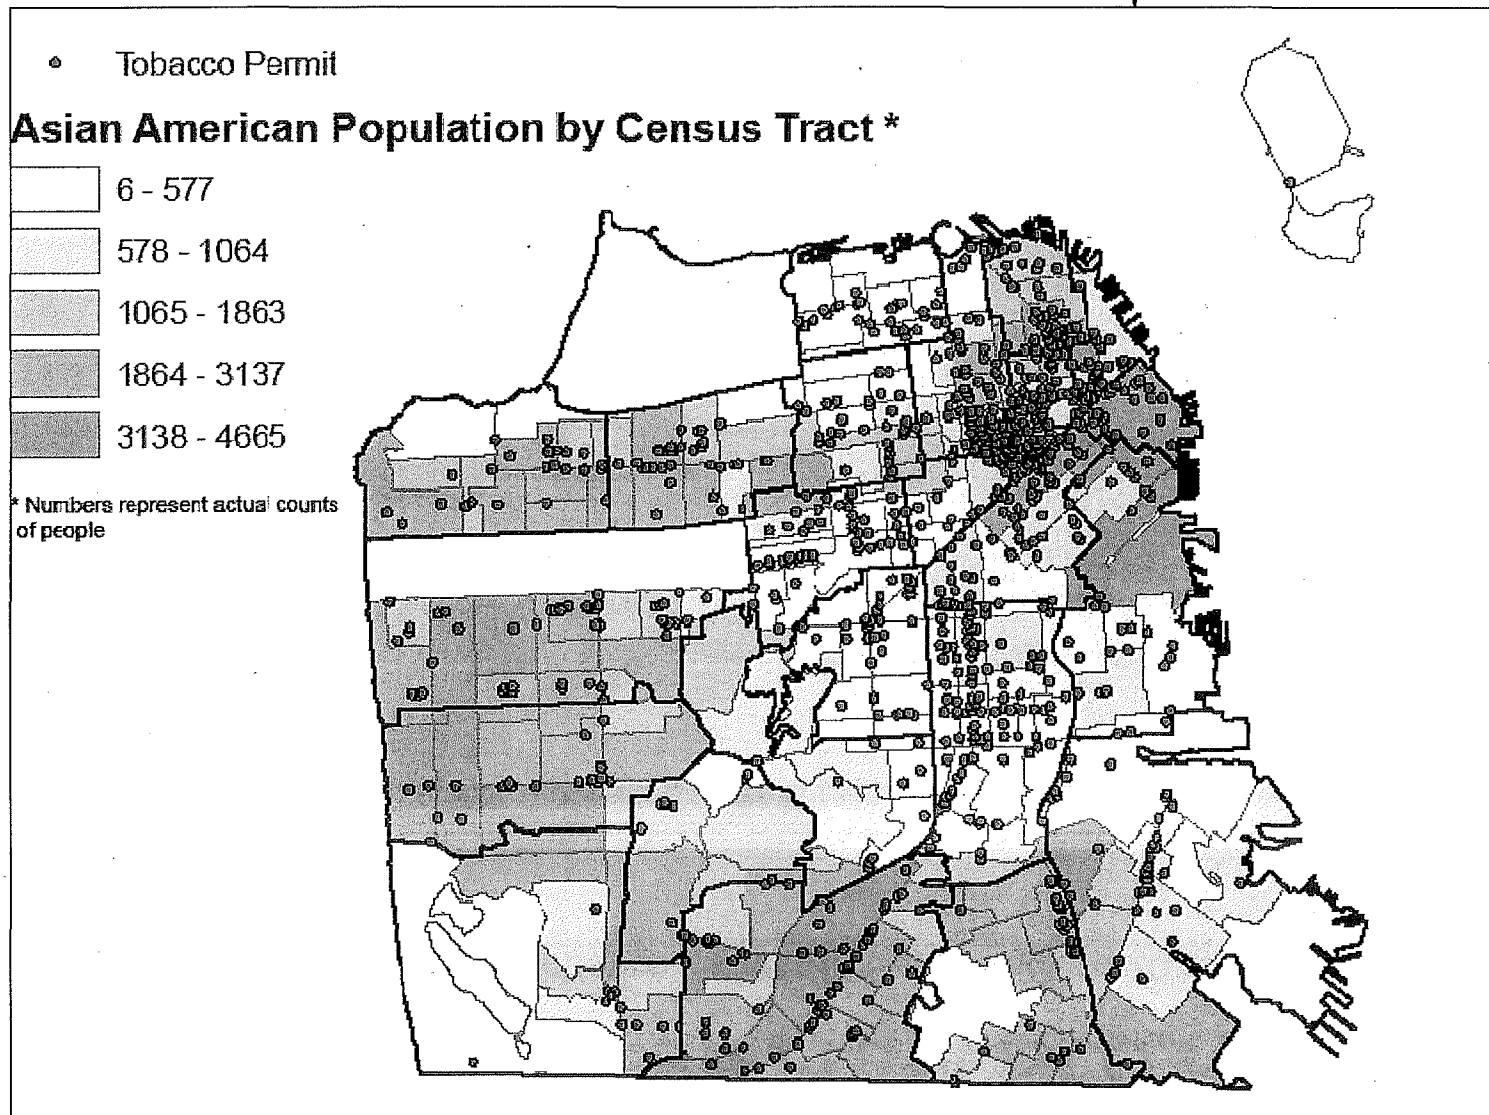 Tobacco Permit
Asian American Population by Census Tract *
6 - 577
578 - 1064
1065 - 1863
1864 - 3137
3138 - 4665
* Numbers represent actual counts
of people